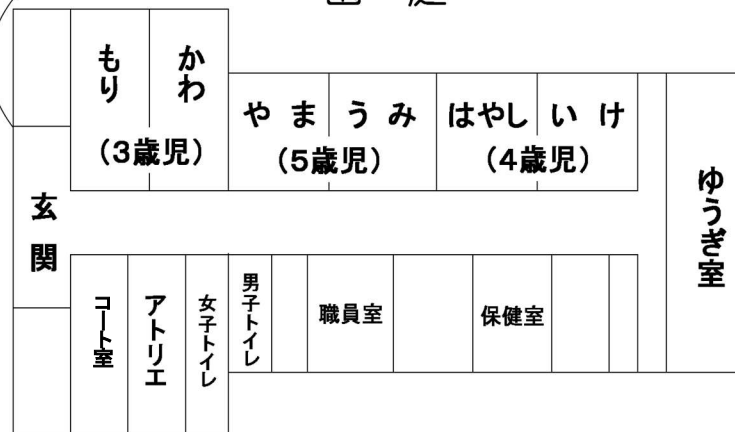 もり
かわ
(3歳児)
やま
うみ
(5歳児)
はやし
いけ
(4歳児)
ゆうぎ室
玄関
コート室
アトリエ
女子トイレ
男子トイレ
職員室
保健室